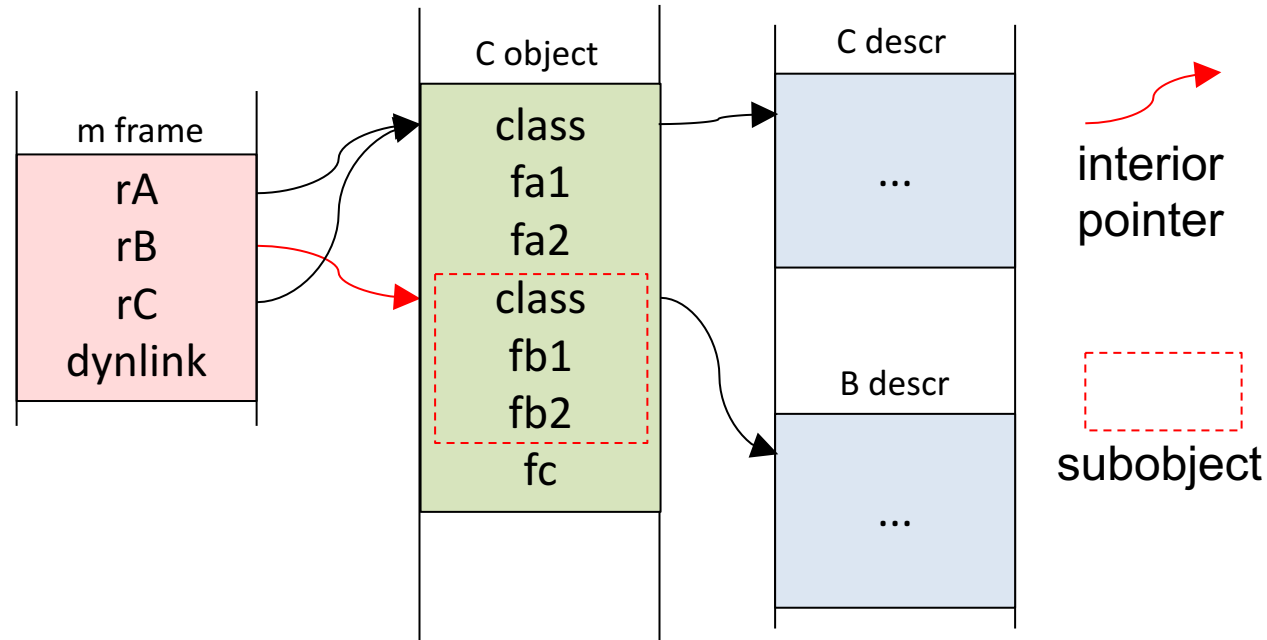 m frame
rA
rB
rC
dynlink
C object
class
fa1
fa2
class
fb1
fb2
fc
C descr
...
B descr
...
interior
pointer
subobject